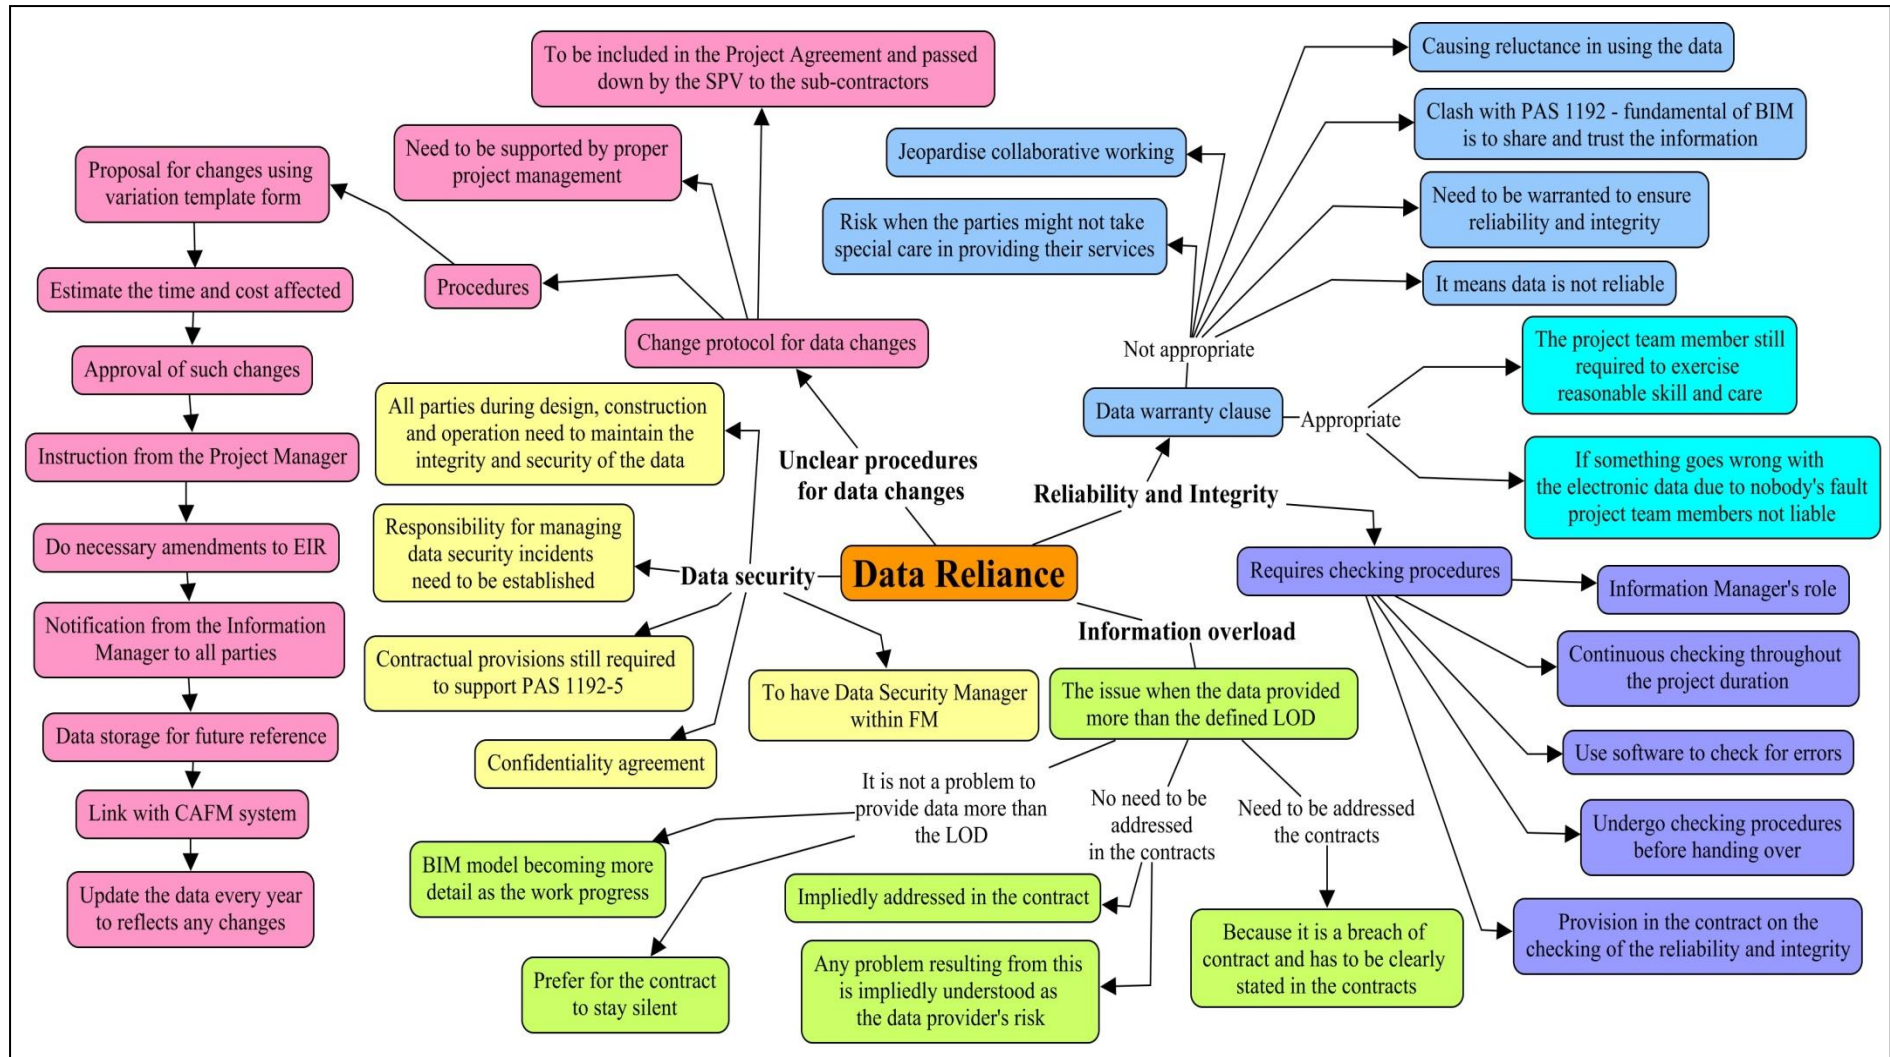 To be included in the Project Agreement and passed
down by the SPV to the sub-contractors
Need to be supported by proper
project management
Proposal for changes using
variation template form
Procedures
Estimate the time and cost affected
Change protocol for data changes
Approval of such changes
Instruction from the Project Manager
Do necessary amendments to EIR
Notification from the Information
Manager to all parties
Data storage for future reference
Link with CAFM system
Update the data every year
to reflects any changes
Unclear procedures
for data changes
All parties during design, construction
and operation need to maintain the
integrity and security of the data
Responsibility for managing
data security incidents
need to be established
Data security
Contractual provisions still required
to support PAS 1192-5
Confidentiality agreement
To have Data Security Manager
within FM
Data Reliance
Reliability and Integrity
Data warranty clause
Not appropriate
Causing reluctance in using the data
Clash with PAS 1192 - fundamental of BIM
is to share and trust the information
Jeopardise collaborative working
Need to be warranted to ensure
reliability and integrity
Risk when the parties might not take
special care in providing their services
It means data is not reliable
Appropriate
The project team member still
required to exercise
reasonable skill and care
If something goes wrong with
the electronic data due to nobody's fault
project team members not liable
Requires checking procedures
Information Manager's role
Continuous checking throughout
the project duration
Use software to check for errors
Undergo checking procedures
before handing over
Provision in the contract on the
checking of the reliability and integrity
Information overload
The issue when the data provided
more than the defined LOD
It is not a problem to
provide data more than
the LOD
BIM model becoming more
detail as the work progress
Prefer for the contract
to stay silent
No need to be
addressed
in the contracts
Impliedly addressed in the contract
Any problem resulting from this
is impliedly understood as
the data provider's risk
Need to be addressed
the contracts
Because it is a breach of
contract and has to be clearly
stated in the contracts